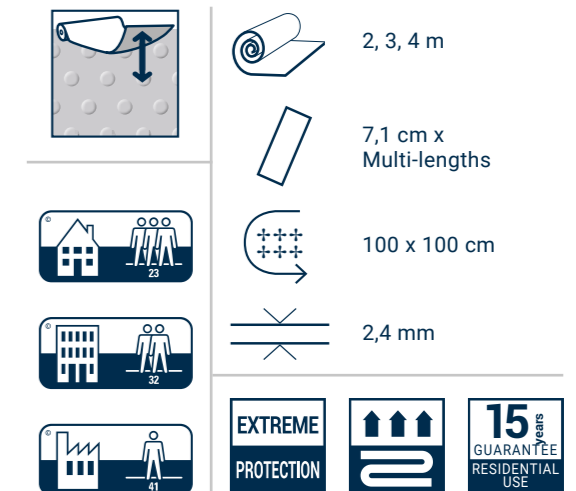 2, 3, 4 m
7,1 cm x
Multi-lengths
©
23
100 x 100 cm
©
32
2,4 mm
©
41
EXTREME
PROTECTION
15 years
GUARANTEE
RESIDENTIAL
USE